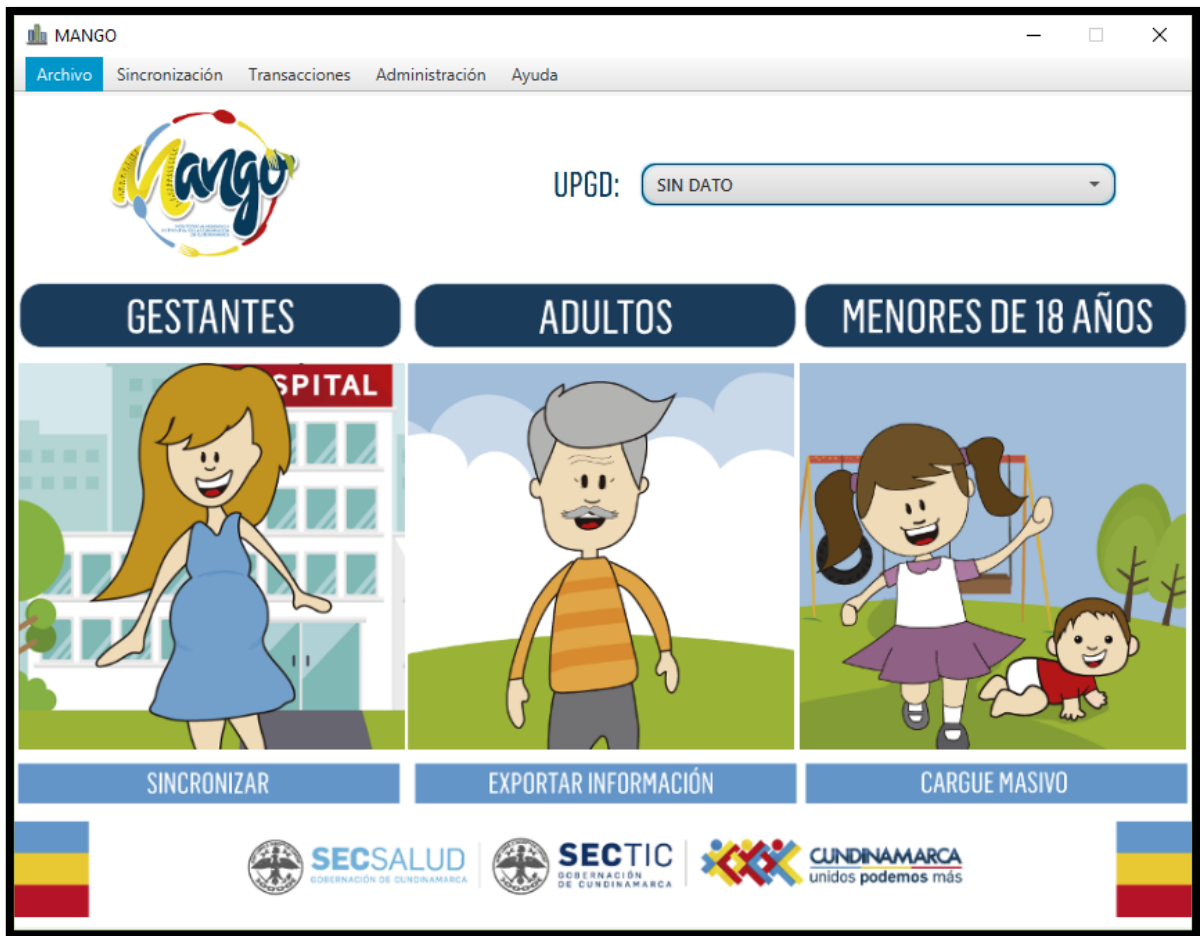 MANGO
Archivo Sincronización Transacciones Administración Ayuda
Mango
UPGD: SIN DATO
GESTANTES ADULTOS MENORES DE 18 AÑOS
SPITAL
SINCRONIZAR EXPORTAR INFORMACIÓN CARGUE MASIVO
SECSALUD
GOBERNACIÓN DE CUNDINAMARCA
SECTIC
GOBERNACIÓN
DE CUNDINAMARCA
CUNDINAMARCA
unidos podemos más